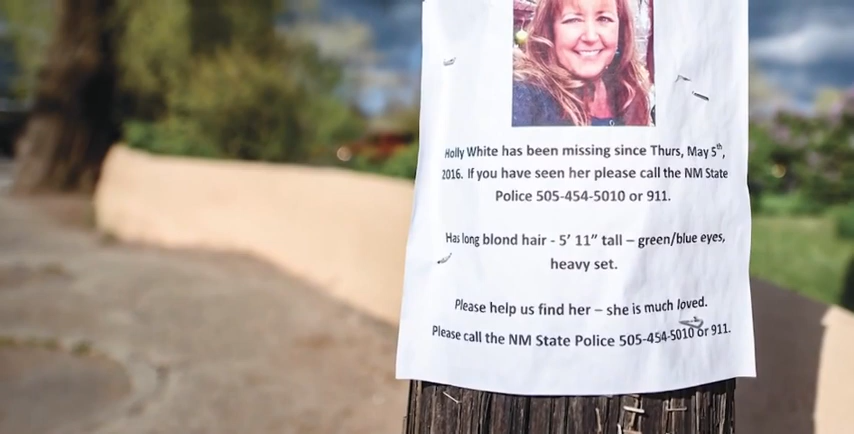 Holly White has been missing since Thurs, May 5th,
2016. If you have seen her please call the NM State
Police 505-454-5010 or 911.
Has long blond hair - 5' 11" tall – green/blue eyes,
heavy set.
Please help us find her – she is much loved.
Please call the NM State Police 505-454-5010 or 911.